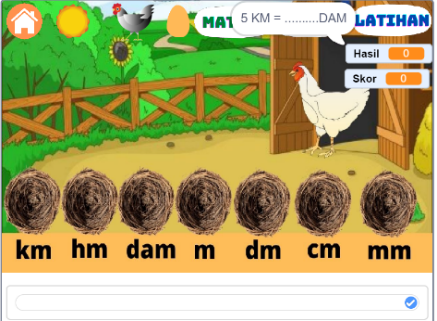 MAT
5 KM = ..........DAM
LATIHAN
Hasil 0
Skor 0
km hm dam m dm cm mm